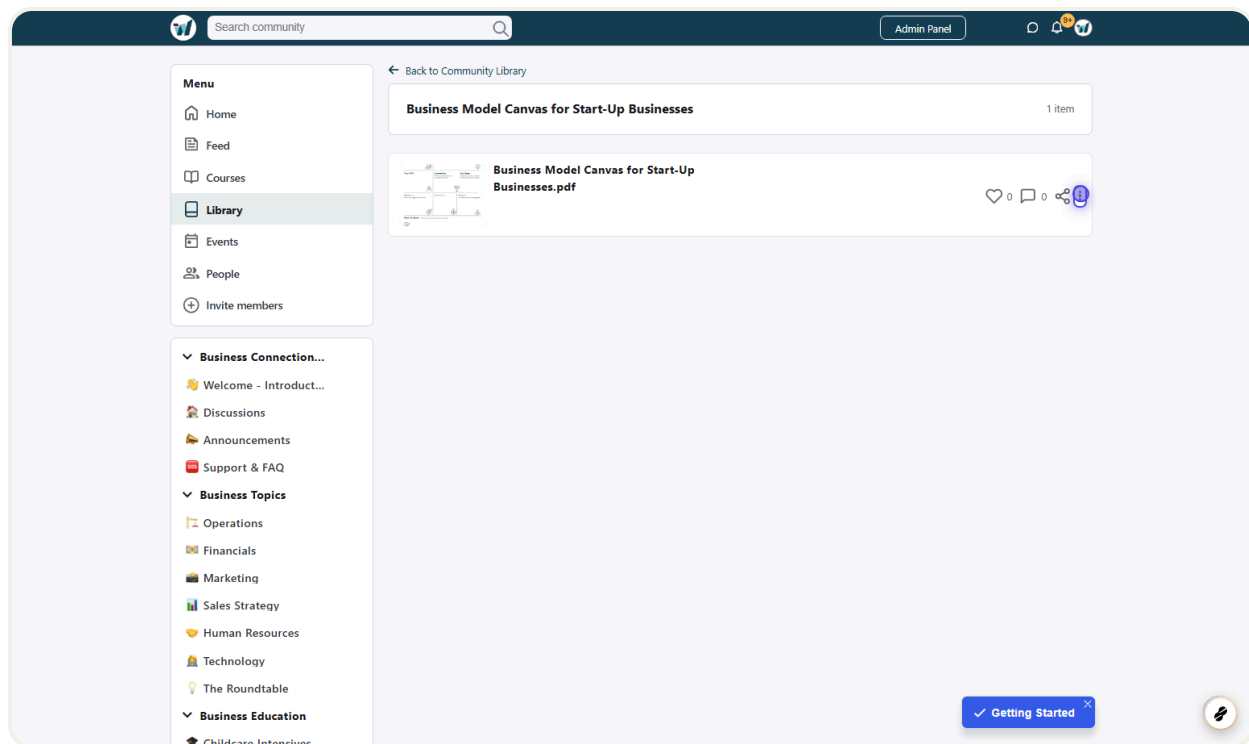 Search community
Admin Panel
9+
Menu
Home
Feed
Courses
Library
Events
People
Invite members
Business Connection...
Welcome - Introduct...
Discussions
Announcements
Support & FAQ
Business Topics
Operations
Financials
Marketing
Sales Strategy
Human Resources
Technology
The Roundtable
Business Education
Childcare Intensives
Back to Community Library
Business Model Canvas for Start-Up Businesses
1 item
Business Model Canvas for Start-Up
Businesses.pdf
0
0
Getting Started